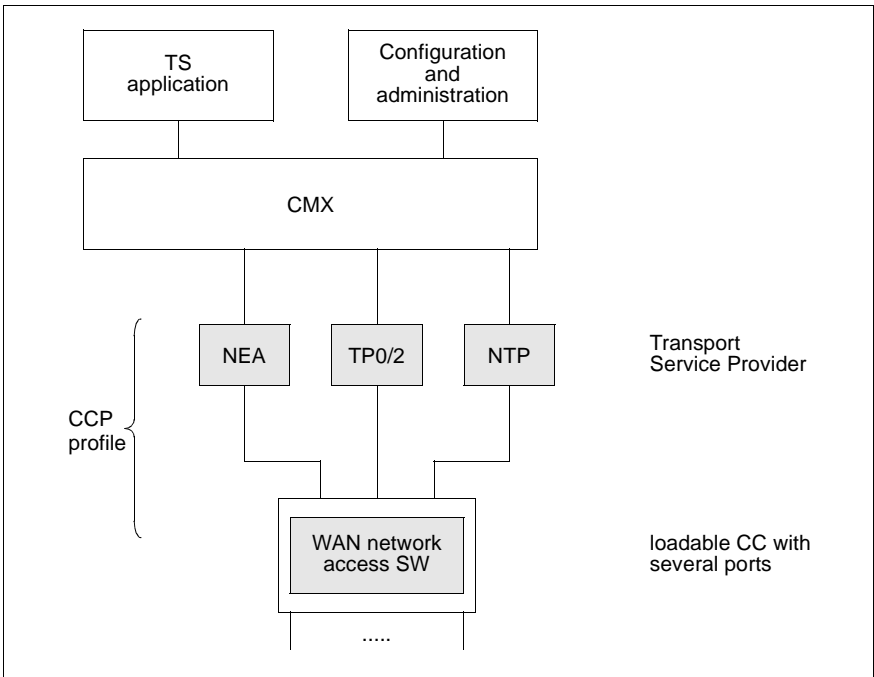 TS
application
Configuration
and
administration
CMX
NEA
TP0/2
NTP
Transport
Service Provider
CCP
profile
WAN network
access SW
loadable CC with
several ports
.....